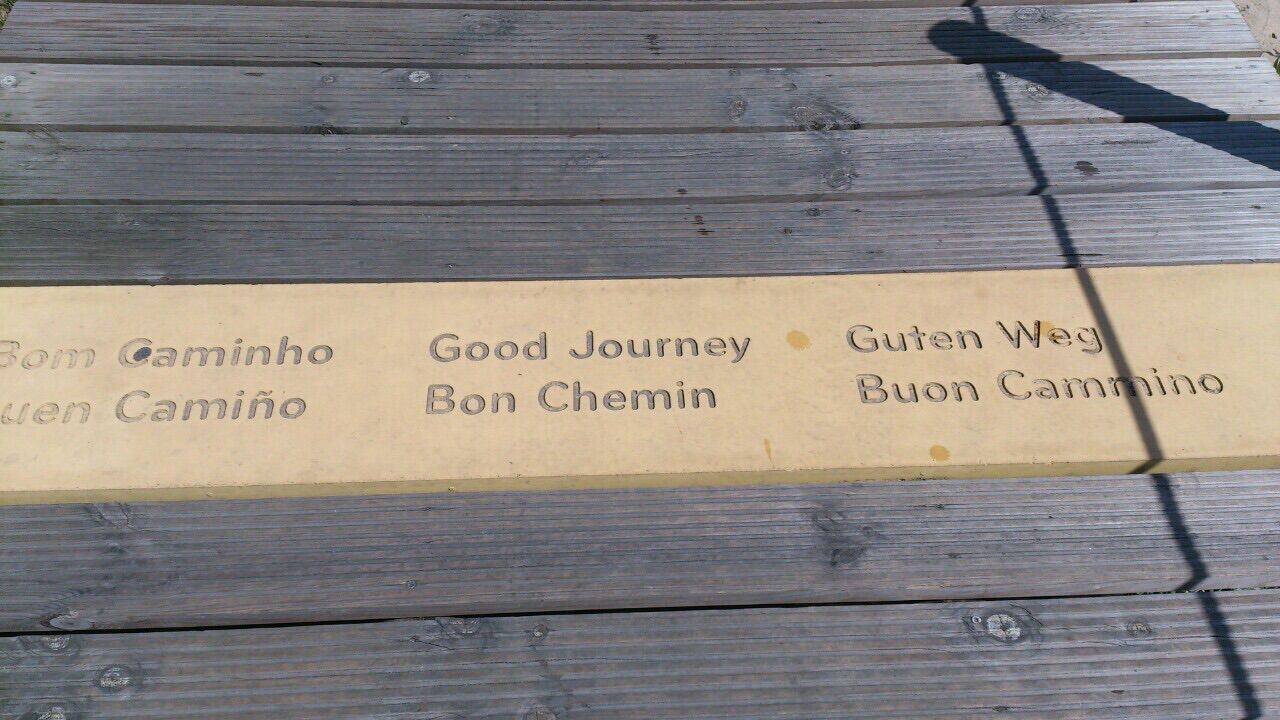 Bom Caminho
Good Journey
Guten Weg
uen Camiño
Bon Chemin
Buon Cammino